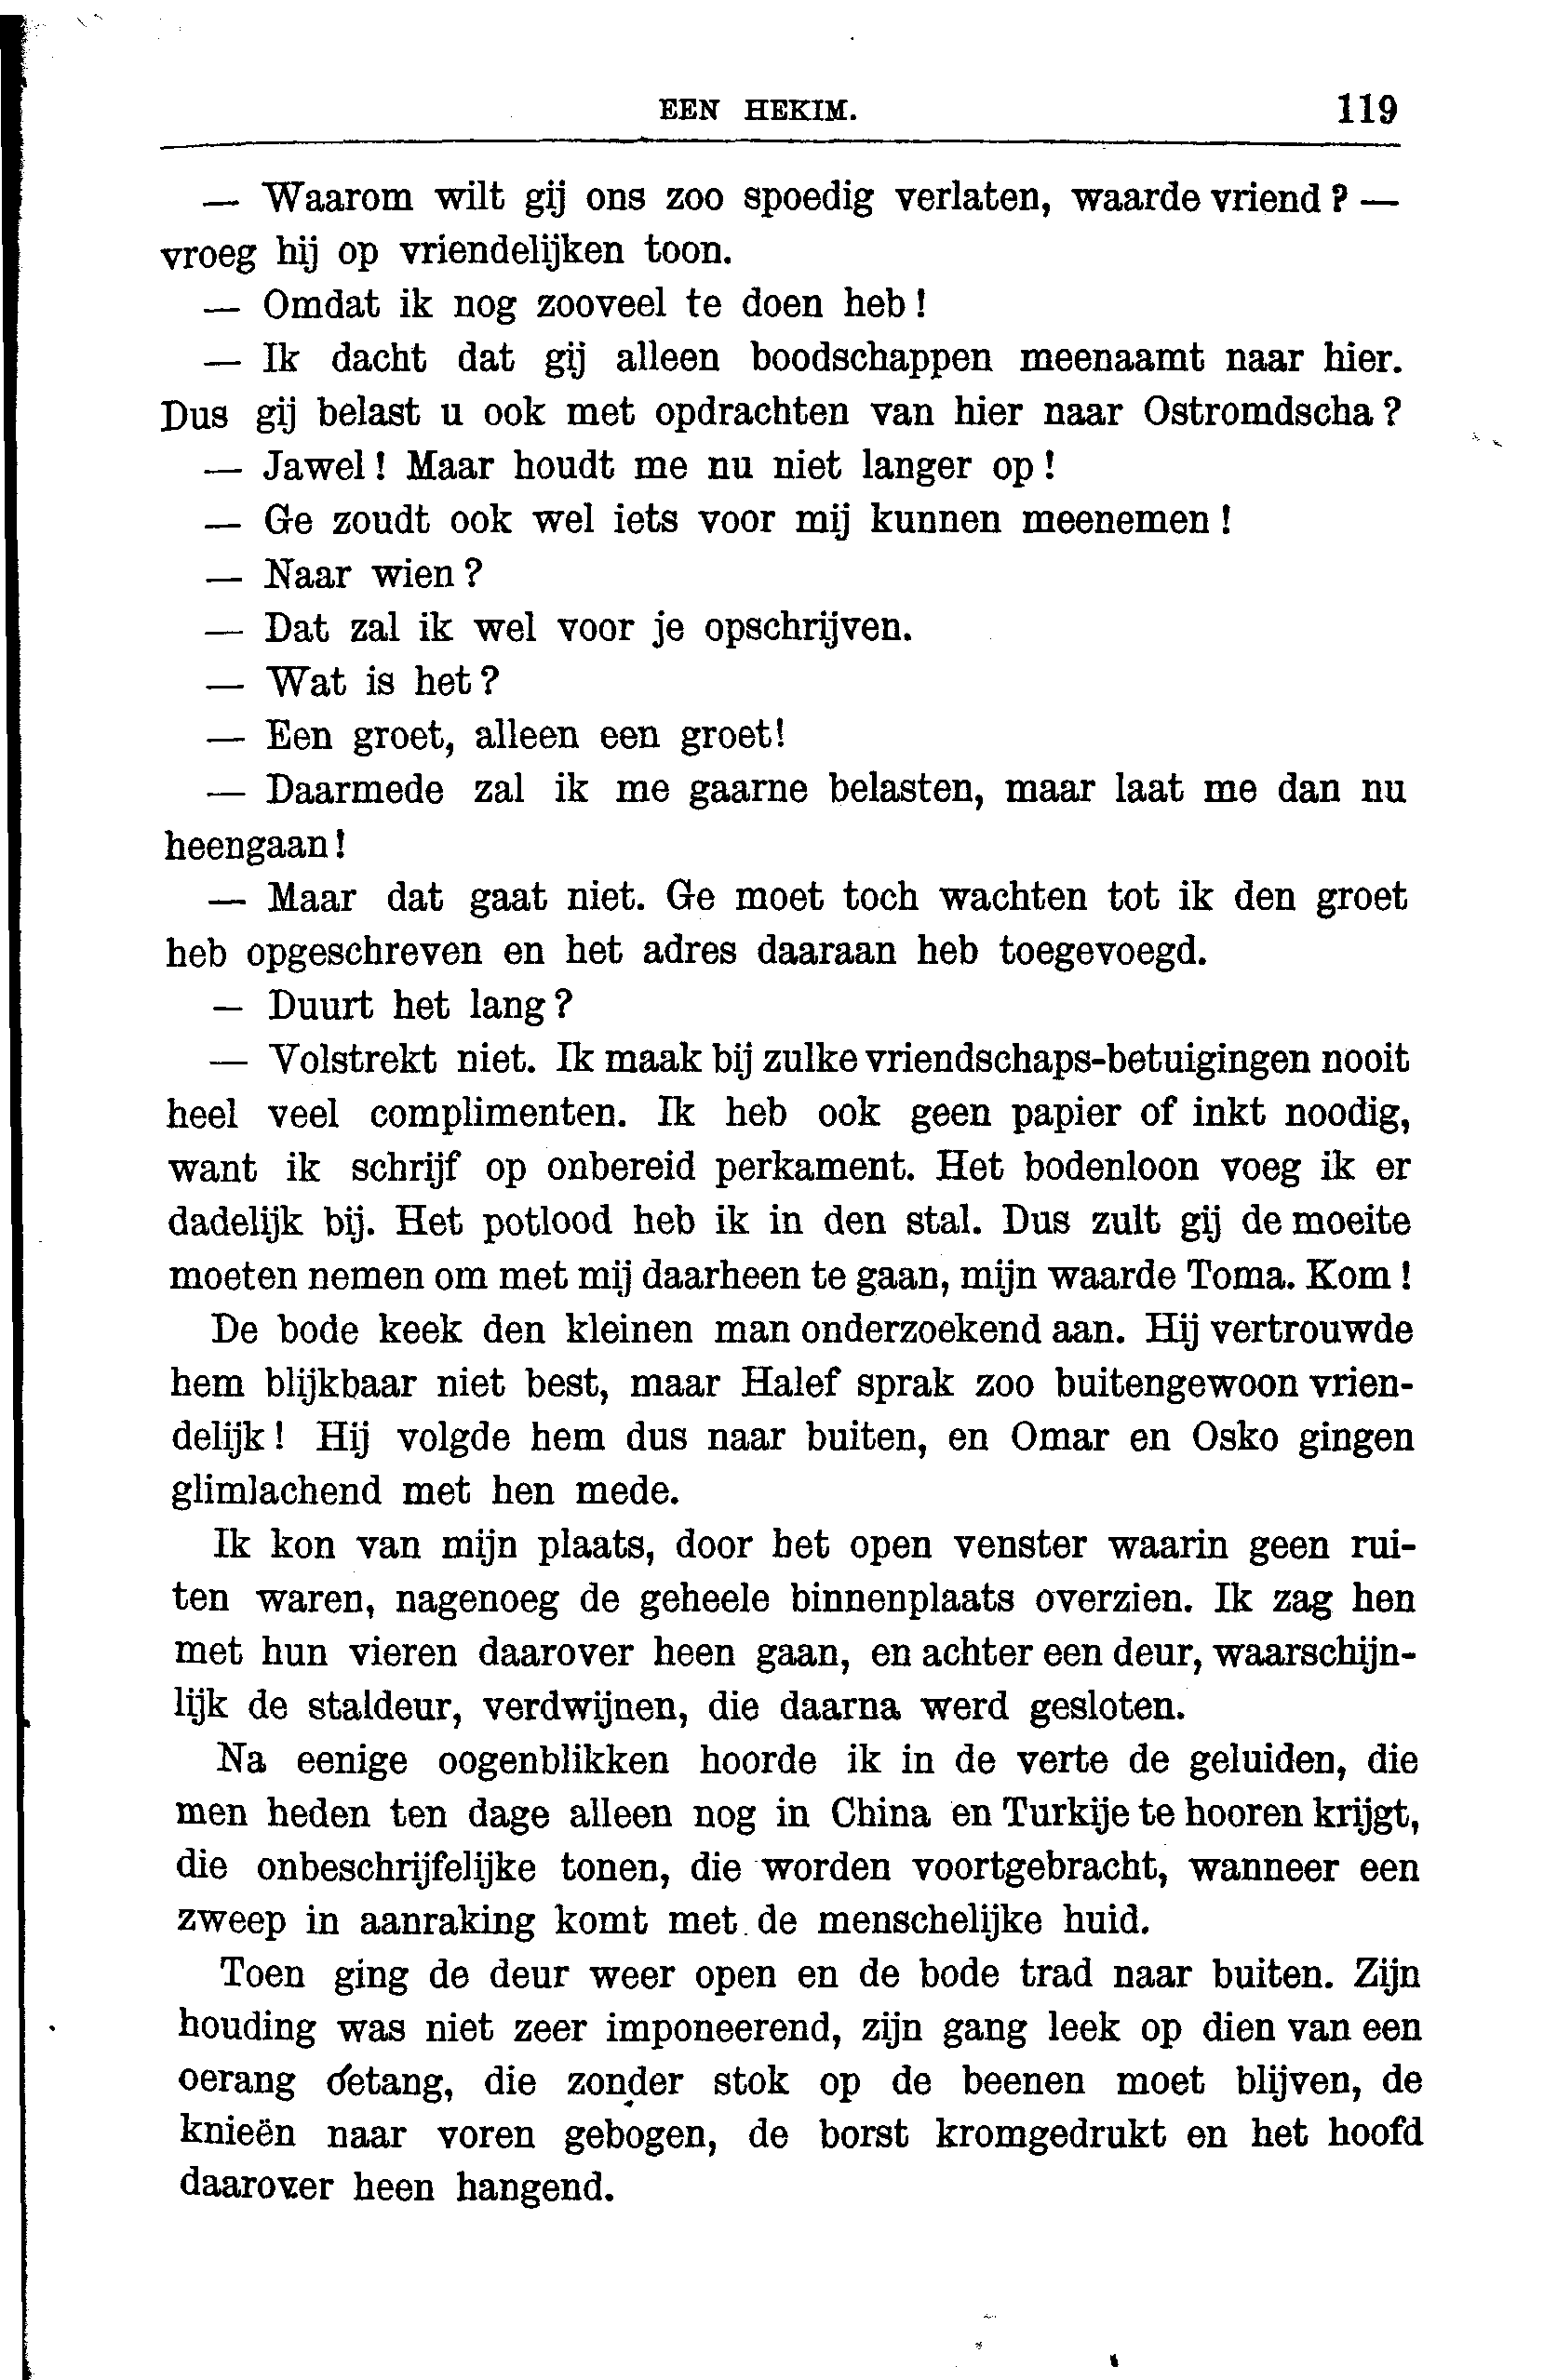 EEN HEKIM. 119
— Waarom wilt gij ons zoo spoedig verlaten, waarde vriend? —
vroeg hij op vriendelijken toon.
— Omdat ik nog zooveel te doen heb!
— Ik dacht dat gij alleen boodschappen meenaamt naar hier.
Dus gij belast u ook met opdrachten van hier naar Ostromdscha?
— Jawel! Maar houdt me nu niet langer op!
— Ge zoudt ook wel iets voor mij kunnen meenemen!
— Naar wien?
— Dat zal ik wel voor je opschrijven.
— Wat is het?
— Een groet, alleen een groet!
— Daarmede zal ik me gaarne belasten, maar laat me dan nu
heengaan!
— Maar dat gaat niet. Ge moet toch wachten tot ik den groet
heb opgeschreven en het adres daaraan heb toegevoegd.
— Duurt het lang?
— Volstrekt niet. Ik maak bij zulke vriendschaps-betuigingen nooit
heel veel complimenten. Ik heb ook geen papier of inkt noodig,
want ik schrijf op onbereid perkament. Het bodenloon voeg ik er
dadelijk bij. Het potlood heb ik in den stal. Dus zult gij de moeite
moeten nemen om met mij daarheen te gaan, mijn waarde Toma. Kom!
De bode keek den kleinen man onderzoekend aan. Hij vertrouwde
hem blijkbaar niet best, maar Halef sprak zoo buitengewoon vrien-
delijk! Hij volgde hem dus naar buiten, en Omar en Osko gingen
glimlachend met hen mede.
Ik kon van mijn plaats, door het open venster waarin geen rui-
ten waren, nagenoeg de geheele binnenplaats overzien. Ik zag hen
met hun vieren daarover heen gaan, en achter een deur, waarschijn-
lijk de staldeur, verdwijnen, die daarna werd gesloten.
Na eenige oogenblikken hoorde ik in de verte de geluiden, die
men heden ten dage alleen nog in China en Turkije te hooren krijgt,
die onbeschrijfelijke tonen, die worden voortgebracht, wanneer een
zweep in aanraking komt met de menschelijke huid.
Toen ging de deur weer open en de bode trad naar buiten. Zijn
houding was niet zeer imponeerend, zijn gang leek op dien van een
oerang oetang, die zonder stok op de beenen moet blijven, de
knieën naar voren gebogen, de borst kromgedrukt en het hoofd
daarover heen hangend.